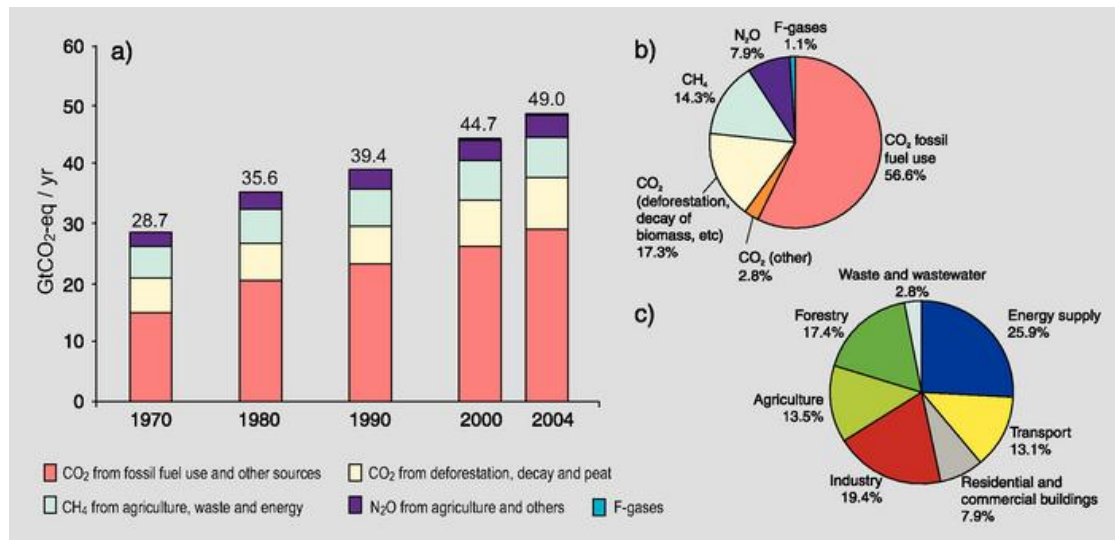 a)
GtCO₂-eq / yr
60
50
40
30
20
10
0
28.7
35.6
39.4
44.7
49.0
1970
1980
1990
2000
2004
CO₂ from fossil fuel use and other sources
CO₂ from deforestation, decay and peat
CH₄ from agriculture, waste and energy
N₂O from agriculture and others
F-gases
b)
F-gases
1.1%
N₂O
7.9%
CH₄
14.3%
CO₂ fossil
fuel use
56.6%
CO₂
(deforestation,
decay of
biomass, etc)
17.3%
CO₂ (other)
2.8%
c)
Waste and wastewater
2.8%
Forestry
17.4%
Energy supply
25.9%
Agriculture
13.5%
Transport
13.1%
Industry
19.4%
Residential and
commercial buildings
7.9%